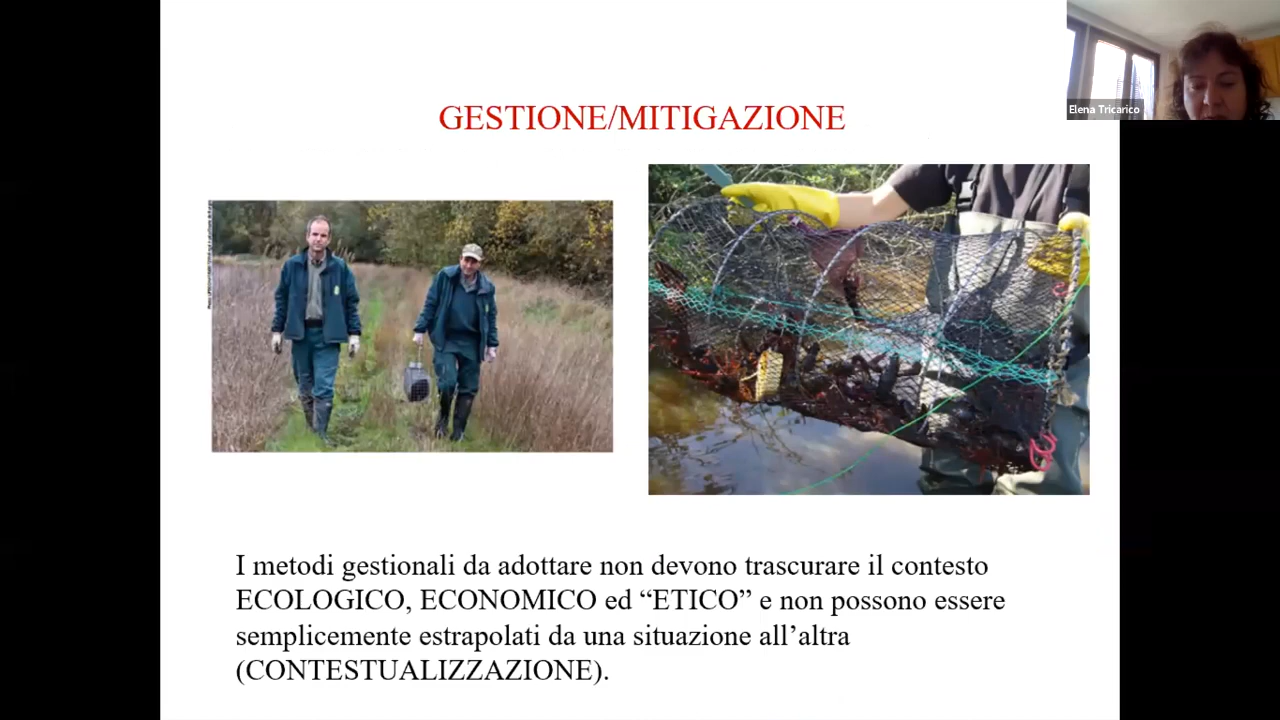 Elena Tricarico
GESTIONE/MITIGAZIONE
I metodi gestionali da adottare non devono trascurare il contesto
ECOLOGICO, ECONOMICO ed “ETICO” e non possono essere
semplicemente estrapolati da una situazione all’altra
(CONTESTUALIZZAZIONE).